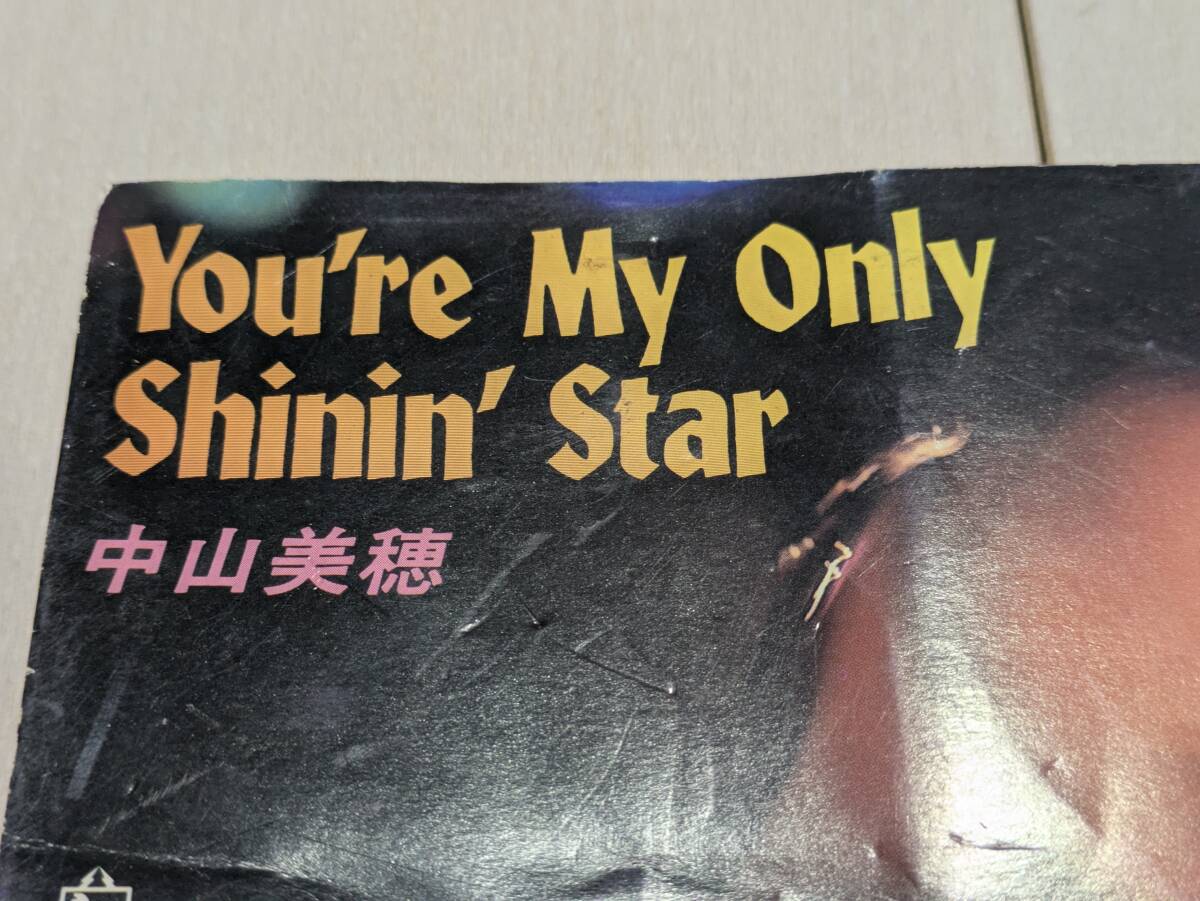 You're My Only
Shinin' Star
中山美穂